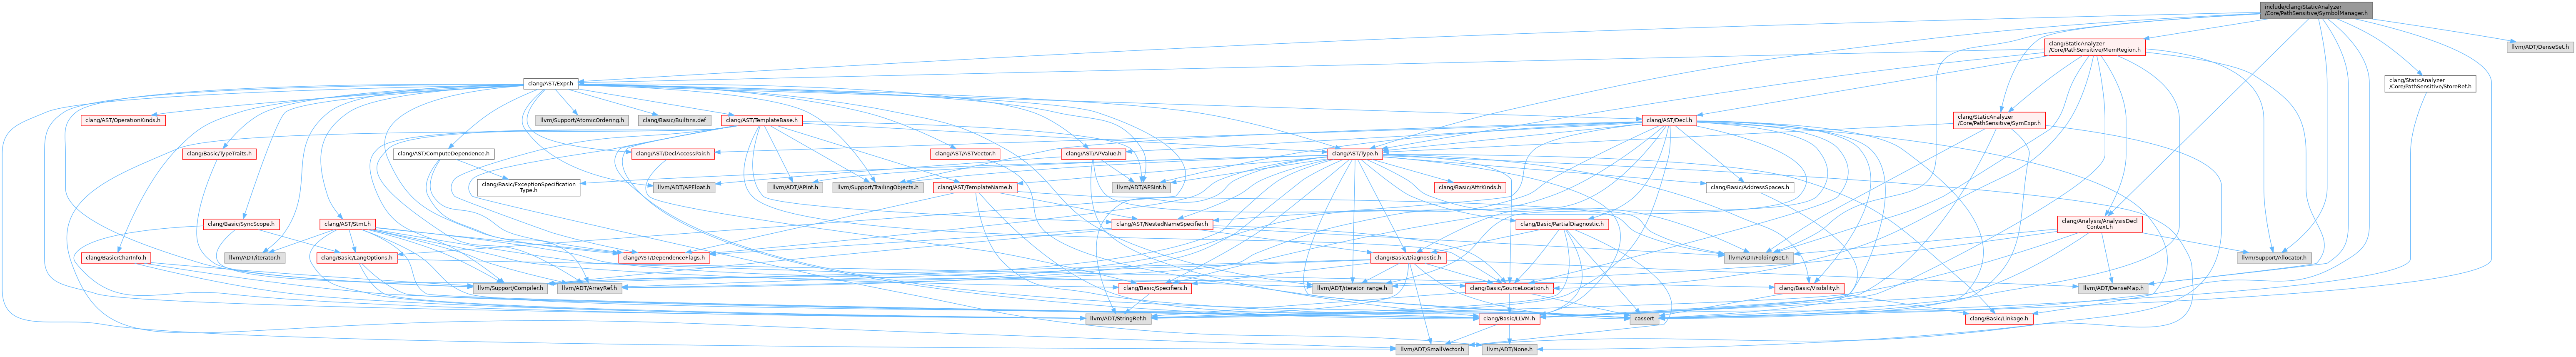 include/clang/StaticAnalyzer
/Core/PathSensitive/SymbolManager.h
clang/StaticAnalyzer
/Core/PathSensitive/MemRegion.h
llvm/ADT/DenseSet.h
clang/AST/Expr.h
clang/StaticAnalyzer
/Core/PathSensitive/StoreRef.h
clang/AST/OperationKinds.h
llvm/Support/AtomicOrdering.h
clang/Basic/Builtins.def
clang/AST/TemplateBase.h
clang/AST/Decl.h
clang/StaticAnalyzer
/Core/PathSensitive/SymExpr.h
clang/Basic/TypeTraits.h
clang/AST/ComputeDependence.h
clang/AST/DeclAccessPair.h
clang/AST/ASTVector.h
clang/AST/APValue.h
clang/AST/Type.h
clang/Basic/ExceptionSpecification
Type.h
llvm/ADT/APFloat.h
llvm/ADT/APInt.h
llvm/Support/TrailingObjects.h
clang/AST/TemplateName.h
llvm/ADT/APSInt.h
clang/Basic/AttrKinds.h
clang/Basic/AddressSpaces.h
clang/Basic/SyncScope.h
clang/AST/Stmt.h
clang/AST/NestedNameSpecifier.h
clang/Basic/PartialDiagnostic.h
clang/Analysis/AnalysisDecl
Context.h
clang/Basic/CharInfo.h
llvm/ADT/iterator.h
clang/Basic/LangOptions.h
clang/AST/DependenceFlags.h
clang/Basic/Diagnostic.h
llvm/ADT/FoldingSet.h
llvm/Support/Allocator.h
llvm/Support/Compiler.h
llvm/ADT/ArrayRef.h
clang/Basic/Specifiers.h
llvm/ADT/iterator_range.h
clang/Basic/SourceLocation.h
clang/Basic/Visibility.h
llvm/ADT/DenseMap.h
llvm/ADT/StringRef.h
clang/Basic/LLVM.h
cassert
clang/Basic/Linkage.h
llvm/ADT/SmallVector.h
llvm/ADT/None.h